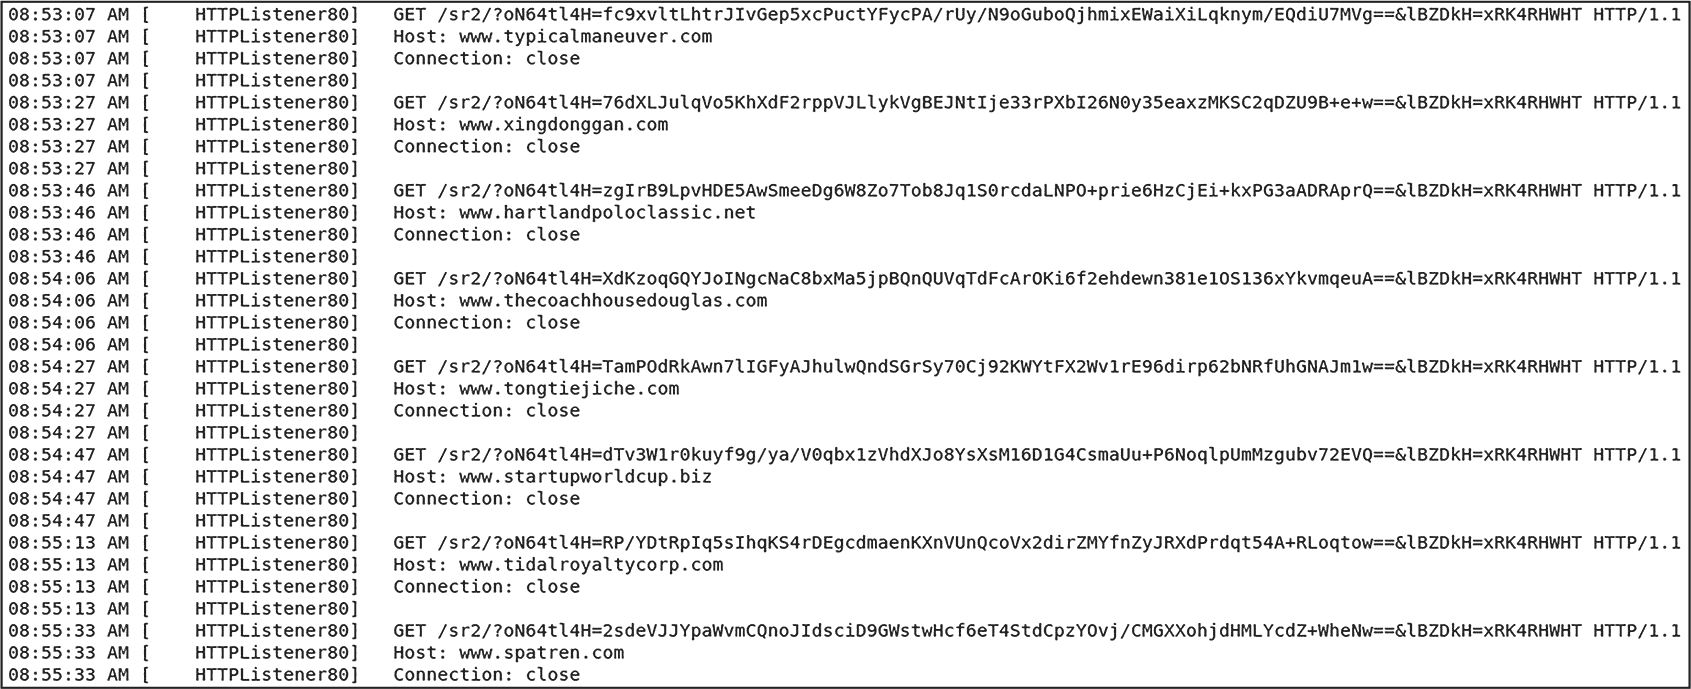 08:53:07 AM [    HTTPListener80]   GET /sr2/?oN64tl4H=fc9xvltLhtrJIvGep5xcPuctYFycPA/rUy/N9oGuboQjhmixEWaiXiLqknym/EQdiU7MVg==&lBZDkH=xRK4RHWHT HTTP/1.1
08:53:07 AM [    HTTPListener80]   Host: www.typicalmaneuver.com
08:53:07 AM [    HTTPListener80]   Connection: close
08:53:07 AM [    HTTPListener80]
08:53:27 AM [    HTTPListener80]   GET /sr2/?oN64tl4H=76dXLJulqVo5KhXdF2rppVJLlykVgBEJNtIje33rPXbI26N0y35eaxzMKSC2qDZU9B+e+w==&lBZDkH=xRK4RHWHT HTTP/1.1
08:53:27 AM [    HTTPListener80]   Host: www.xingdonggan.com
08:53:27 AM [    HTTPListener80]   Connection: close
08:53:27 AM [    HTTPListener80]
08:53:46 AM [    HTTPListener80]   GET /sr2/?oN64tl4H=zgIrB9LpvHDE5AwSmeeDg6W8Zo7Tob8Jq1S0rcdaLNPO+prie6HzCjEi+kxPG3aADRAprQ==&lBZDkH=xRK4RHWHT HTTP/1.1
08:53:46 AM [    HTTPListener80]   Host: www.hartlandpoloclassic.net
08:53:46 AM [    HTTPListener80]   Connection: close
08:53:46 AM [    HTTPListener80]
08:54:06 AM [    HTTPListener80]   GET /sr2/?oN64tl4H=XdKzoqGQYJoINgcNaC8bxMa5jpBQnQUVqTdFcArOKi6f2ehdewn381e1OS136xYkvmqeuA==&lBZDkH=xRK4RHWHT HTTP/1.1
08:54:06 AM [    HTTPListener80]   Host: www.thecoachhousedouglas.com
08:54:06 AM [    HTTPListener80]   Connection: close
08:54:06 AM [    HTTPListener80]
08:54:27 AM [    HTTPListener80]   GET /sr2/?oN64tl4H=TamPOdRkAwn7lIGFyAJhulwQndSGrSy70Cj92KWYtFX2Wv1rE96dirp62bNRfUhGNAJm1w==&lBZDkH=xRK4RHWHT HTTP/1.1
08:54:27 AM [    HTTPListener80]   Host: www.tongtiejiche.com
08:54:27 AM [    HTTPListener80]   Connection: close
08:54:27 AM [    HTTPListener80]
08:54:47 AM [    HTTPListener80]   GET /sr2/?oN64tl4H=dTv3W1r0kuyf9g/ya/V0qbx1zVhdXJo8YsXsM16D1G4CsmaUu+P6NoqlpUmMzgubv72EVQ==&lBZDkH=xRK4RHWHT HTTP/1.1
08:54:47 AM [    HTTPListener80]   Host: www.startupworldcup.biz
08:54:47 AM [    HTTPListener80]   Connection: close
08:54:47 AM [    HTTPListener80]
08:55:13 AM [    HTTPListener80]   GET /sr2/?oN64tl4H=RP/YDtRpIq5sIhqKS4rDEgcdmaenKXnVUnQcoVx2dirZMYfnZyJRXdPrdqt54A+RLoqtow==&lBZDkH=xRK4RHWHT HTTP/1.1
08:55:13 AM [    HTTPListener80]   Host: www.tidalroyaltycorp.com
08:55:13 AM [    HTTPListener80]   Connection: close
08:55:13 AM [    HTTPListener80]
08:55:33 AM [    HTTPListener80]   GET /sr2/?oN64tl4H=2sdeVJJYpaWvmCQnoJIdsciD9GWstwHcf6eT4StdCpzYOvj/CMGXXohjdHMLYcdZ+WheNw==&lBZDkH=xRK4RHWHT HTTP/1.1
08:55:33 AM [    HTTPListener80]   Host: www.spatren.com
08:55:33 AM [    HTTPListener80]   Connection: close